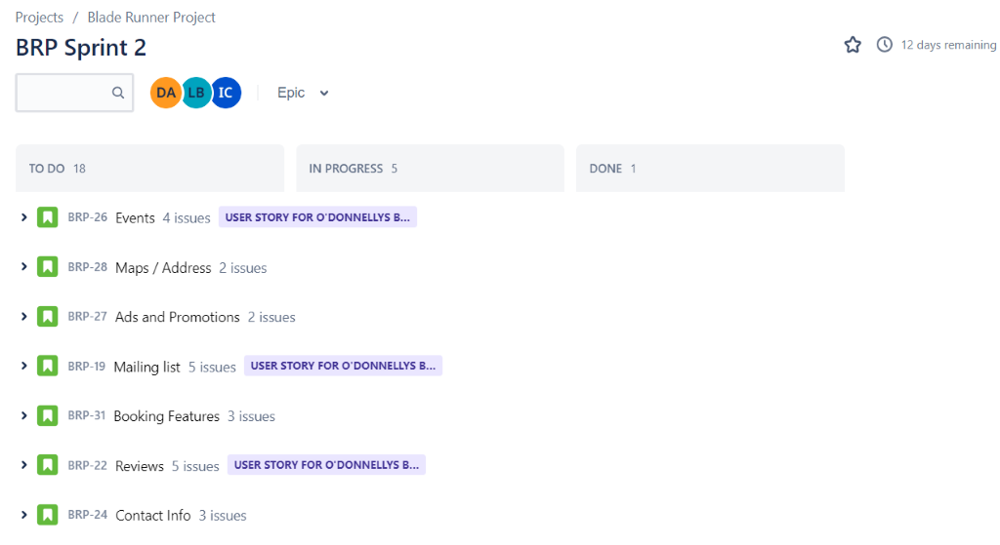 Projects / Blade Runner Project
BRP Sprint 2
12 days remaining
DA LB IC Epic
TO DO 18 IN PROGRESS 5 DONE 1
BRP-26 Events 4 issues USER STORY FOR O'DONNELLYS B...
BRP-28 Maps / Address 2 issues
BRP-27 Ads and Promotions 2 issues
BRP-19 Mailing list 5 issues USER STORY FOR O'DONNELLYS B...
BRP-31 Booking Features 3 issues
BRP-22 Reviews 5 issues USER STORY FOR O'DONNELLYS B...
BRP-24 Contact Info 3 issues